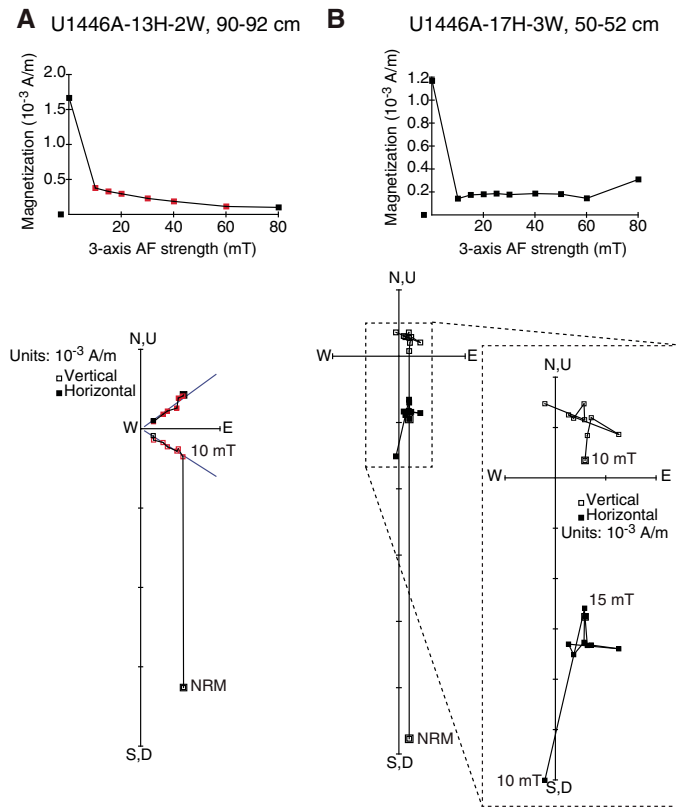 A U1446A-13H-2W, 90-92 cm
Magnetization (10⁻³ A/m)
2.0
1.5
1.0
0.5
0 20 40 60 80
3-axis AF strength (mT)
N,U
Units: 10⁻³ A/m
Vertical
Horizontal
W E
10 mT
NRM
S,D
B U1446A-17H-3W, 50-52 cm
Magnetization (10⁻³ A/m)
1.2
1.0
0.8
0.6
0.4
0.2
0 20 40 60 80
3-axis AF strength (mT)
N,U
W E
NRM
S,D
N,U
10 mT
W E
Vertical
Horizontal
Units: 10⁻³ A/m
15 mT
10 mT
S,D